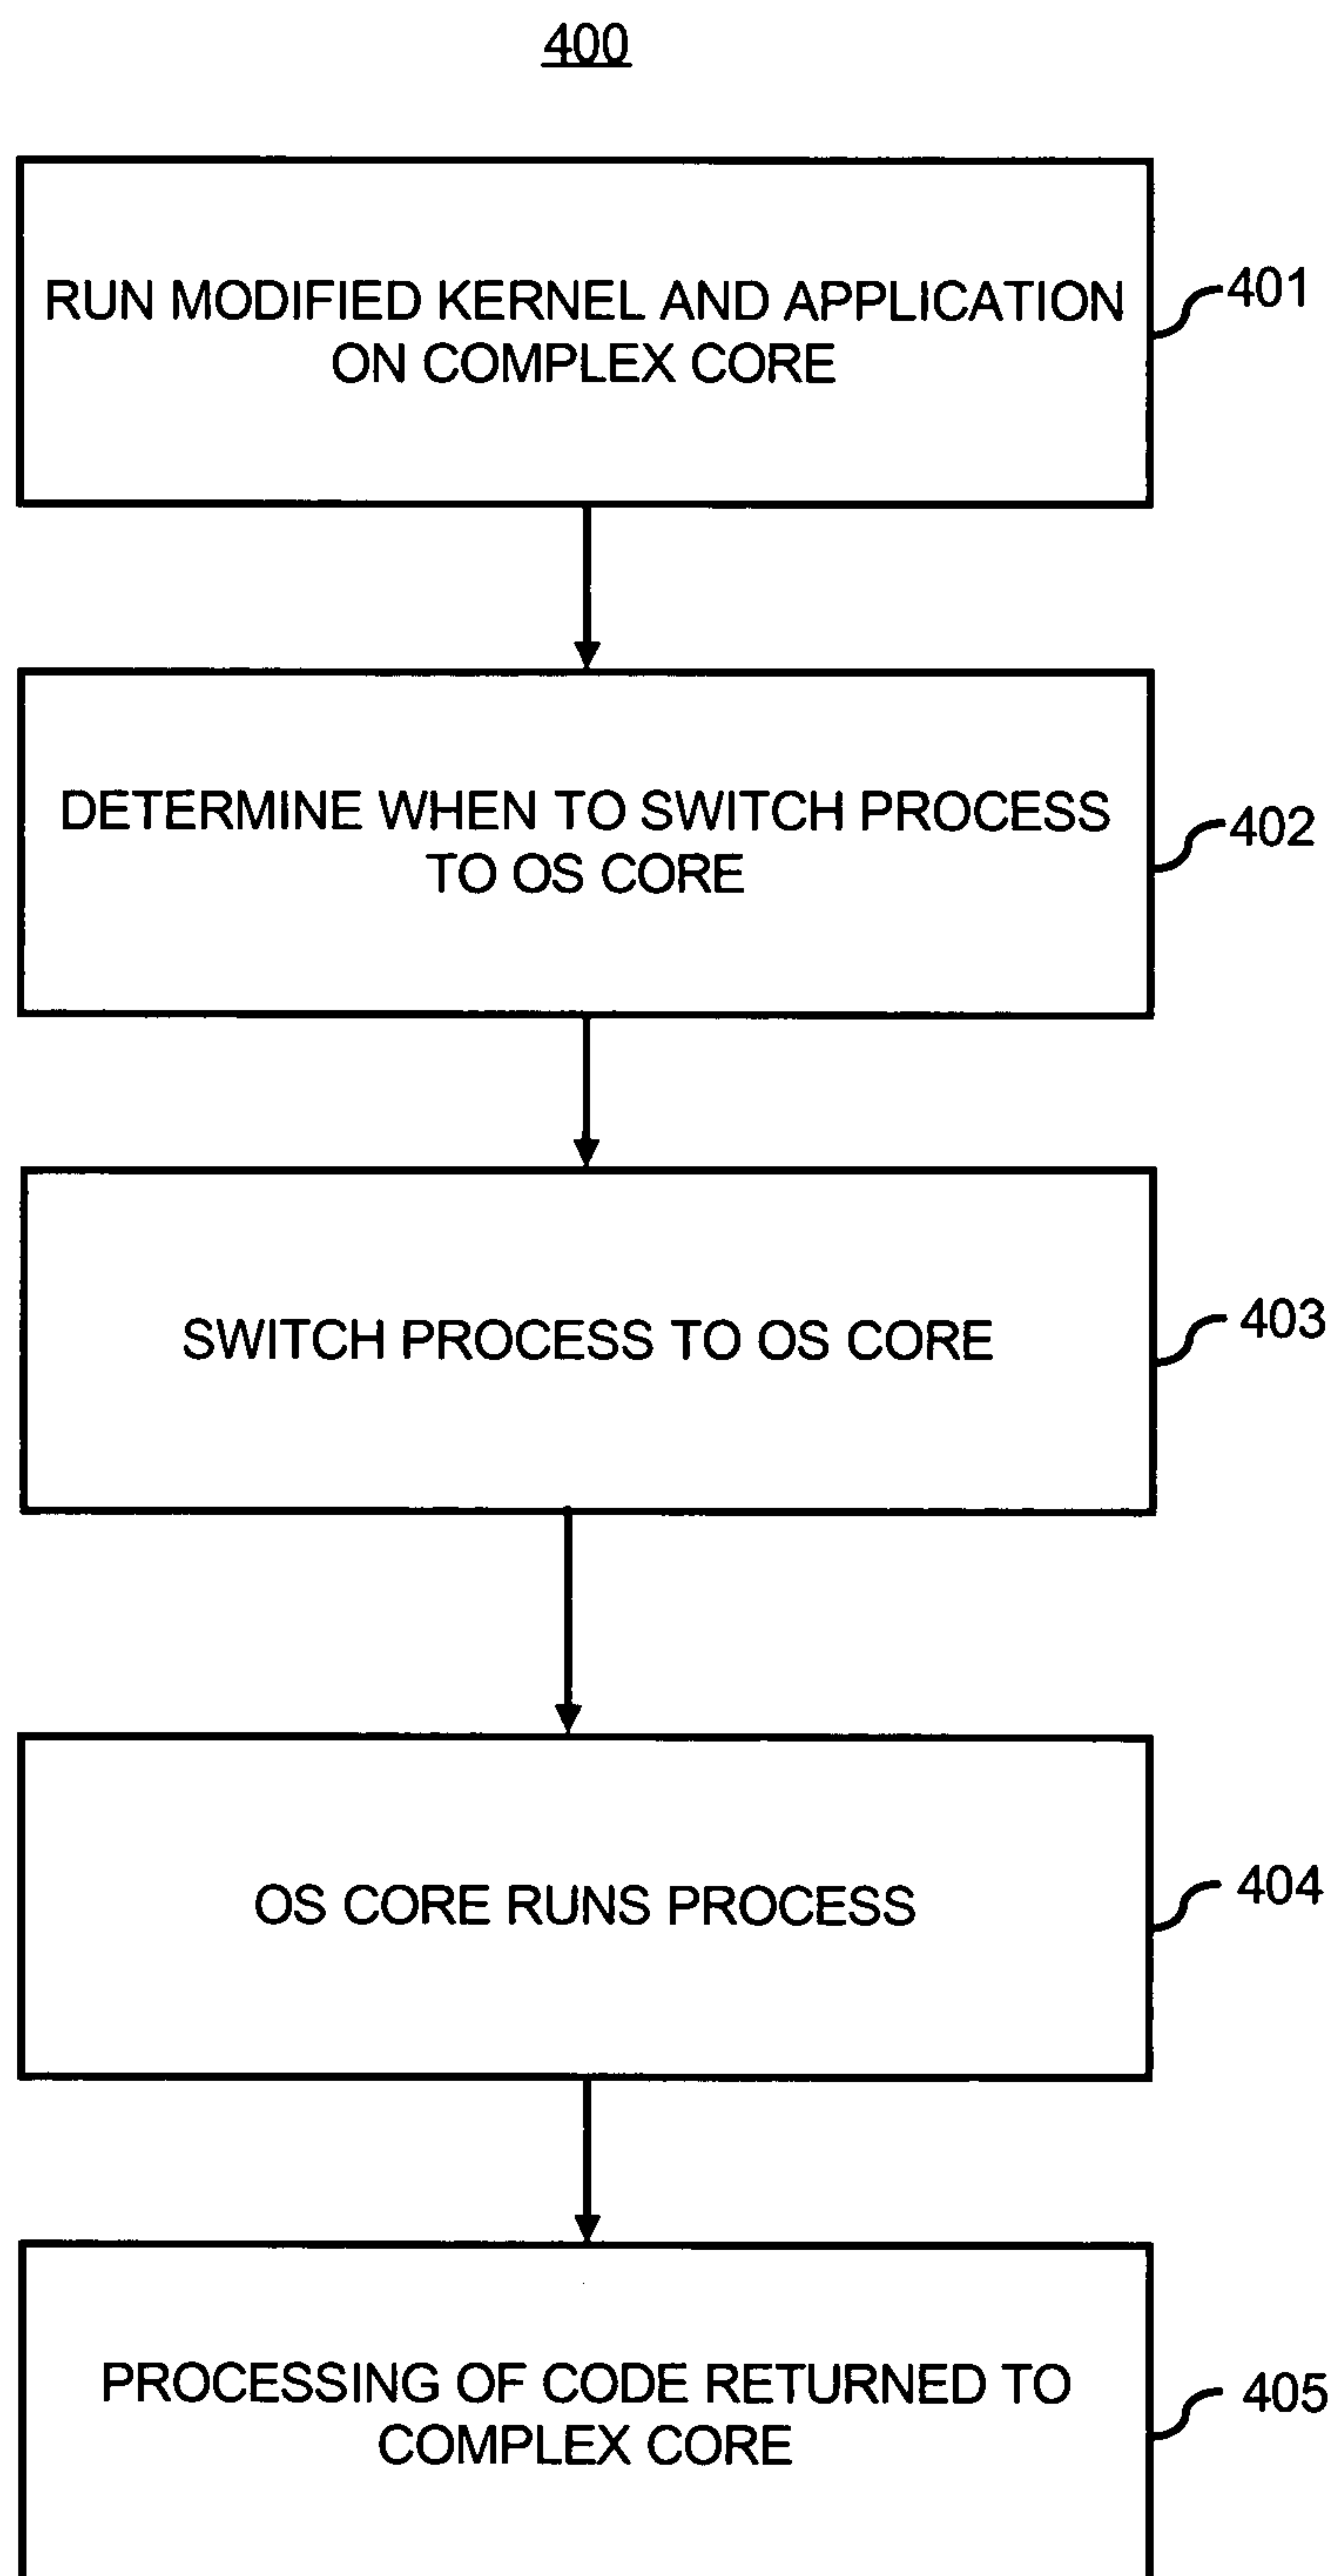 400
RUN MODIFIED KERNEL AND APPLICATION
ON COMPLEX CORE
401
DETERMINE WHEN TO SWITCH PROCESS
TO OS CORE
402
SWITCH PROCESS TO OS CORE
403
OS CORE RUNS PROCESS
404
PROCESSING OF CODE RETURNED TO
COMPLEX CORE
405